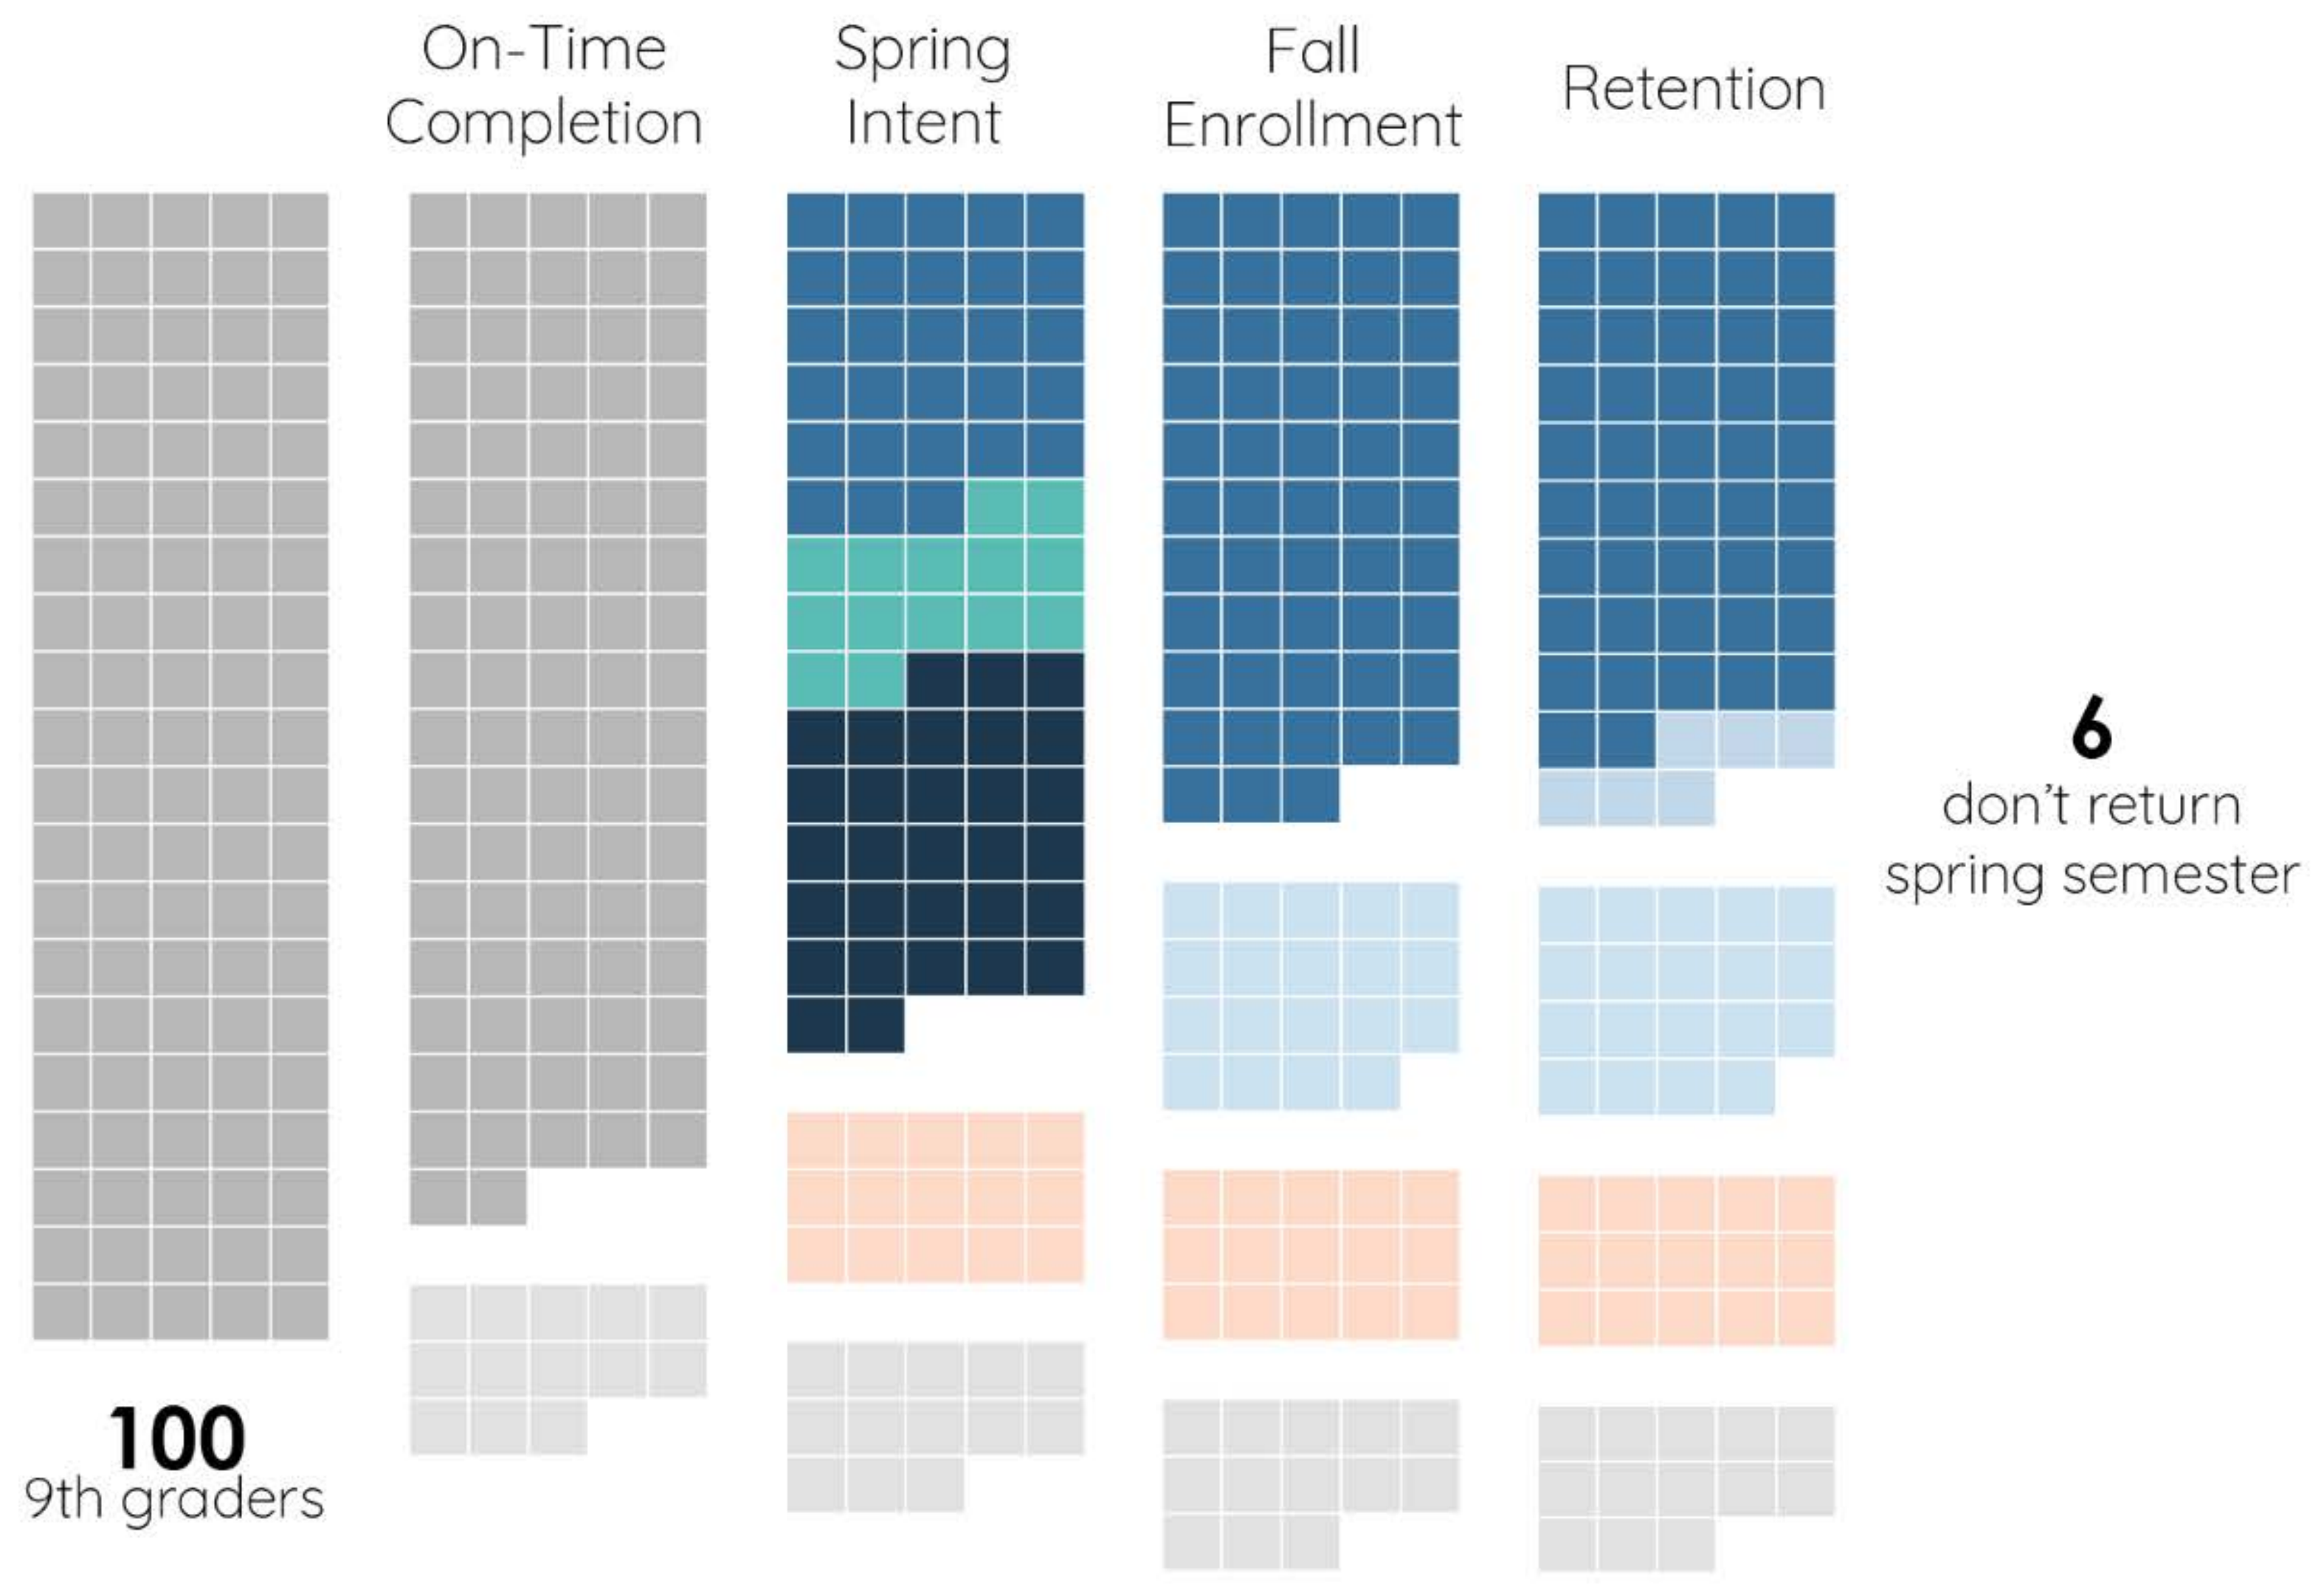 On-Time
Completion
Spring
Intent
Fall
Enrollment
Retention
6
don't return
spring semester
100
9th graders